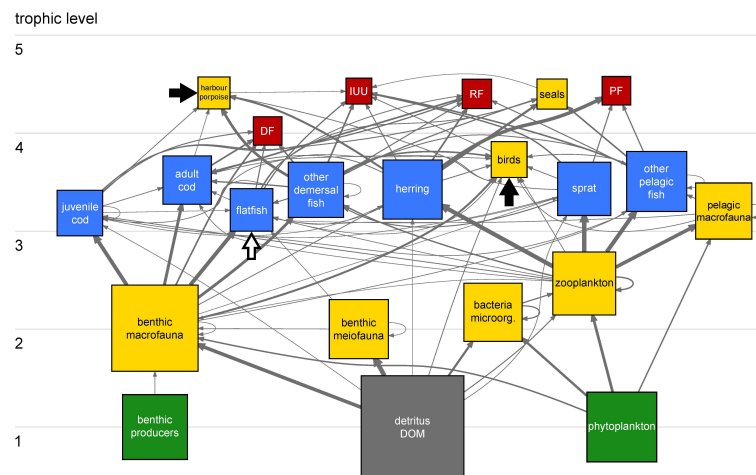 trophic level
5
harbour
porpoise
IUU
RF
seals
PF
4
DF
birds
adult
cod
juvenile
cod
flatfish
other
demersal
fish
herring
sprat
other
pelagic
fish
pelagic
macrofauna
3
zooplankton
benthic
macrofauna
benthic
meiofauna
bacteria
microorg.
2
benthic
producers
detritus
DOM
phytoplankton
1